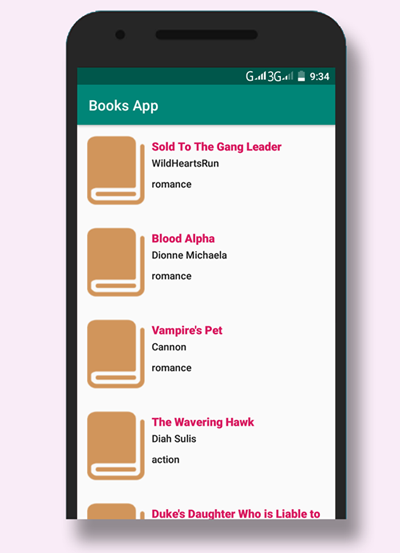 G 3G 9:34
Books App
Sold To The Gang Leader
WildHeartsRun
romance
Blood Alpha
Dionne Michaela
romance
Vampire's Pet
Cannon
romance
The Wavering Hawk
Diah Sulis
action
Duke's Daughter Who is Liable to